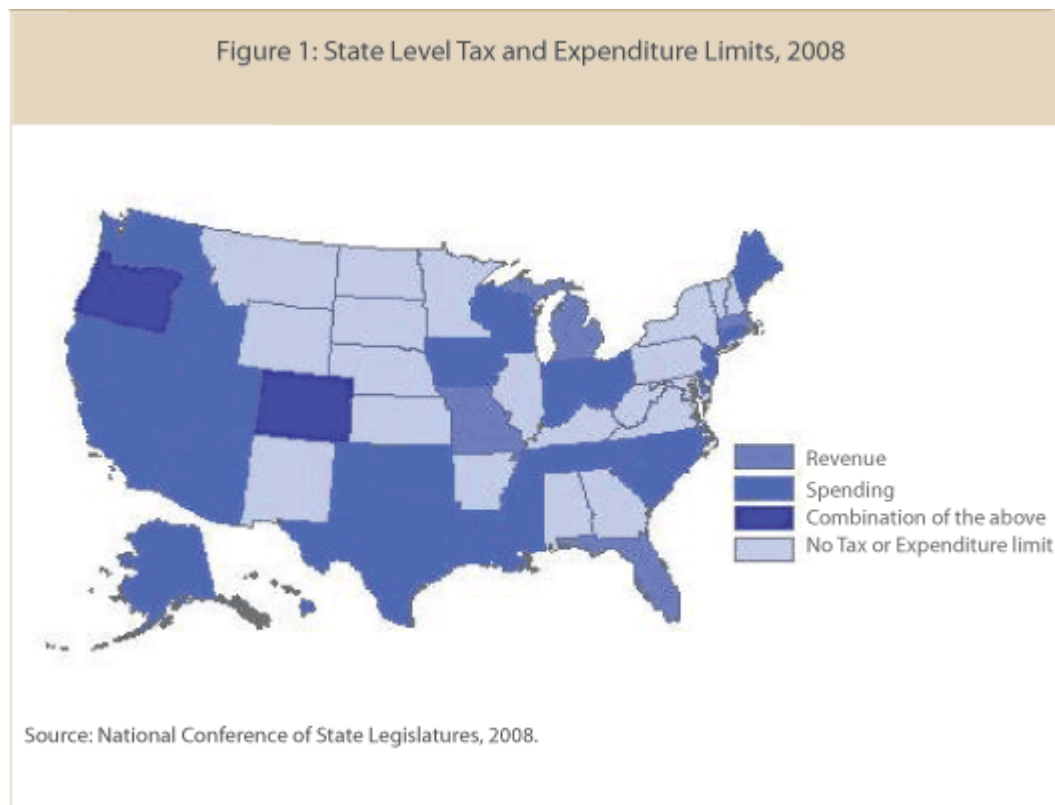 Figure 1: State Level Tax and Expenditure Limits, 2008
Revenue
Spending
Combination of the above
No Tax or Expenditure limit
Source: National Conference of State Legislatures, 2008.